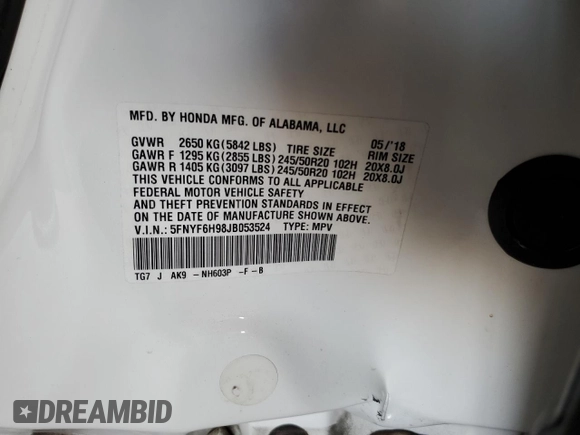 MFD. BY HONDA MFG. OF ALABAMA, LLC
GVWR 2650 KG(5842 LBS) TIRE SIZE 05/'18 RIM SIZE
GAWR F 1295 KG(2855 LBS) 245/50R20 102H 20X8.0J
GAWR R 1405 KG(3097 LBS) 245/50R20 102H 20X8.0J
THIS VEHICLE CONFORMS TO ALL APPLICABLE
FEDERAL MOTOR VEHICLE SAFETY
AND THEFT PREVENTION STANDARDS IN EFFECT
ON THE DATE OF MANUFACTURE SHOWN ABOVE.
V.I.N.: 5FNYF6H98JB053524 TYPE: MPV
TG7 J AK9 - NH603P -F-B
DREAMBID